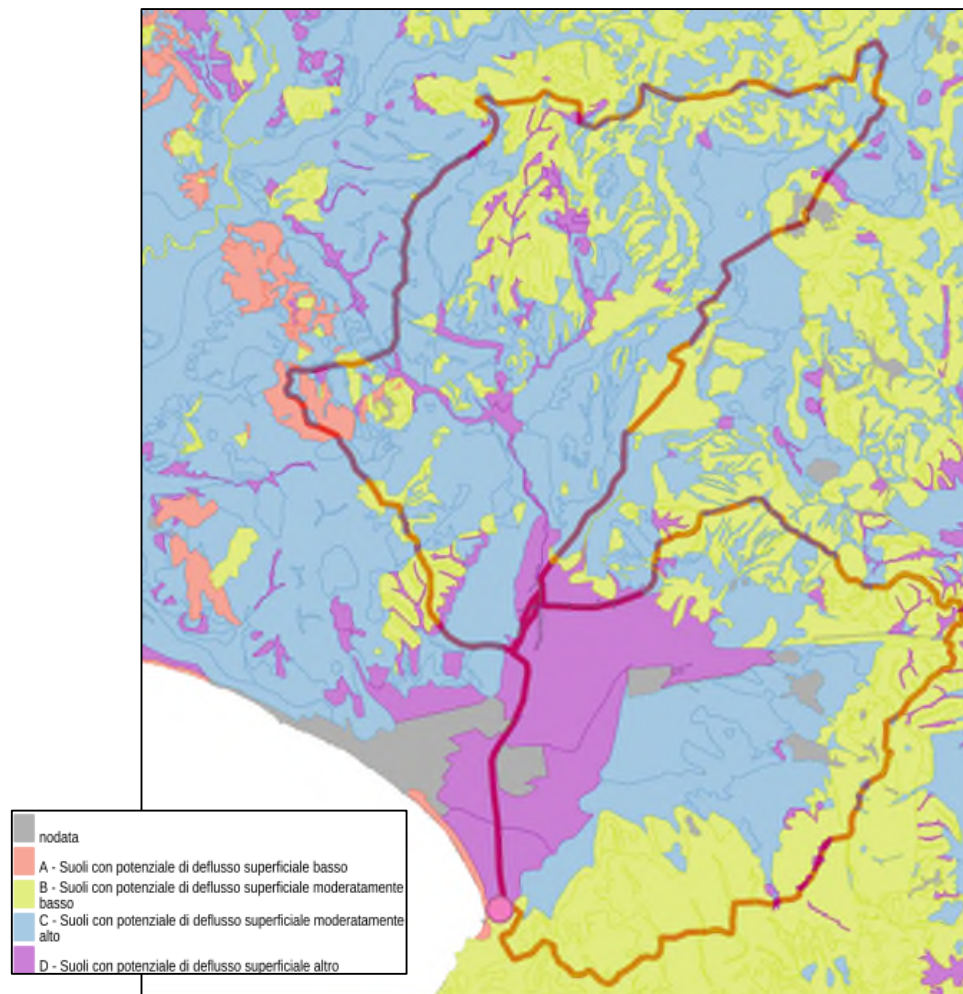 nodata
A - Suoli con potenziale di deflusso superficiale basso
B - Suoli con potenziale di deflusso superficiale moderatamente
basso
C - Suoli con potenziale di deflusso superficiale moderatamente
alto
D - Suoli con potenziale di deflusso superficiale altro